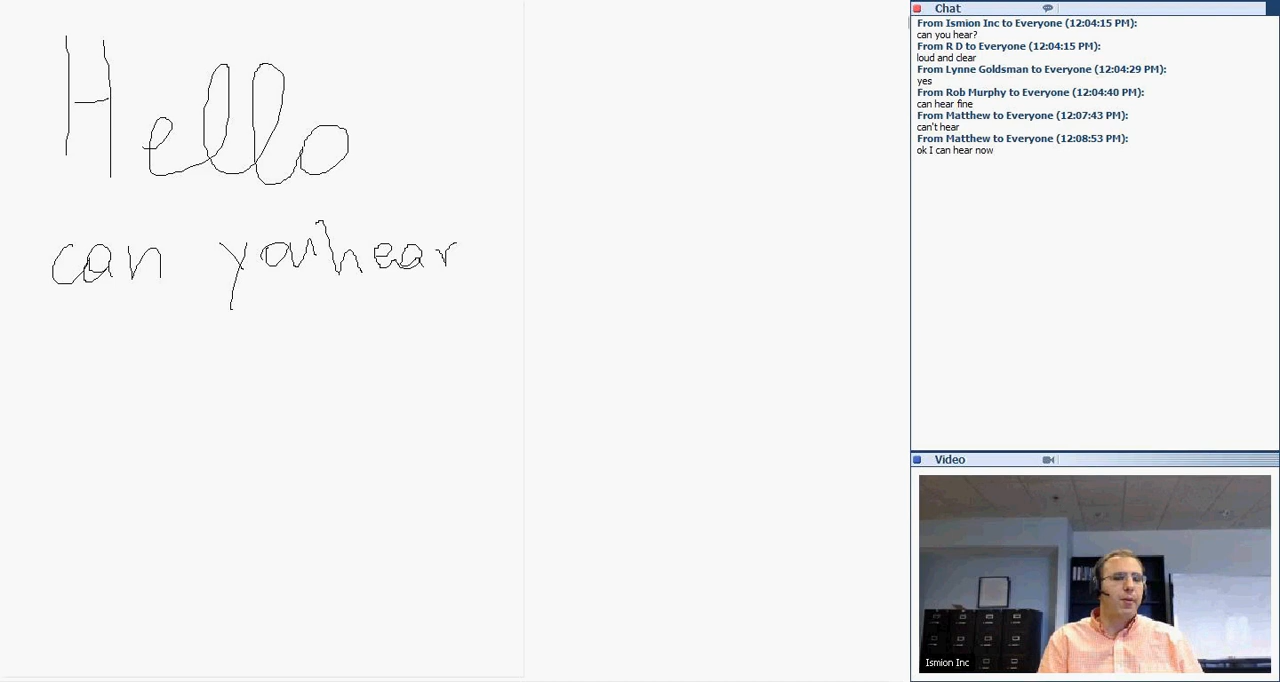 Hello
can you hear
Chat
From Ismion Inc to Everyone (12:04:15 PM):
can you hear?
From R D to Everyone (12:04:15 PM):
loud and clear
From Lynne Goldsman to Everyone (12:04:29 PM):
yes
From Rob Murphy to Everyone (12:04:40 PM):
can hear fine
From Matthew to Everyone (12:07:43 PM):
can't hear
From Matthew to Everyone (12:08:53 PM):
ok I can hear now
Video
Ismion Inc